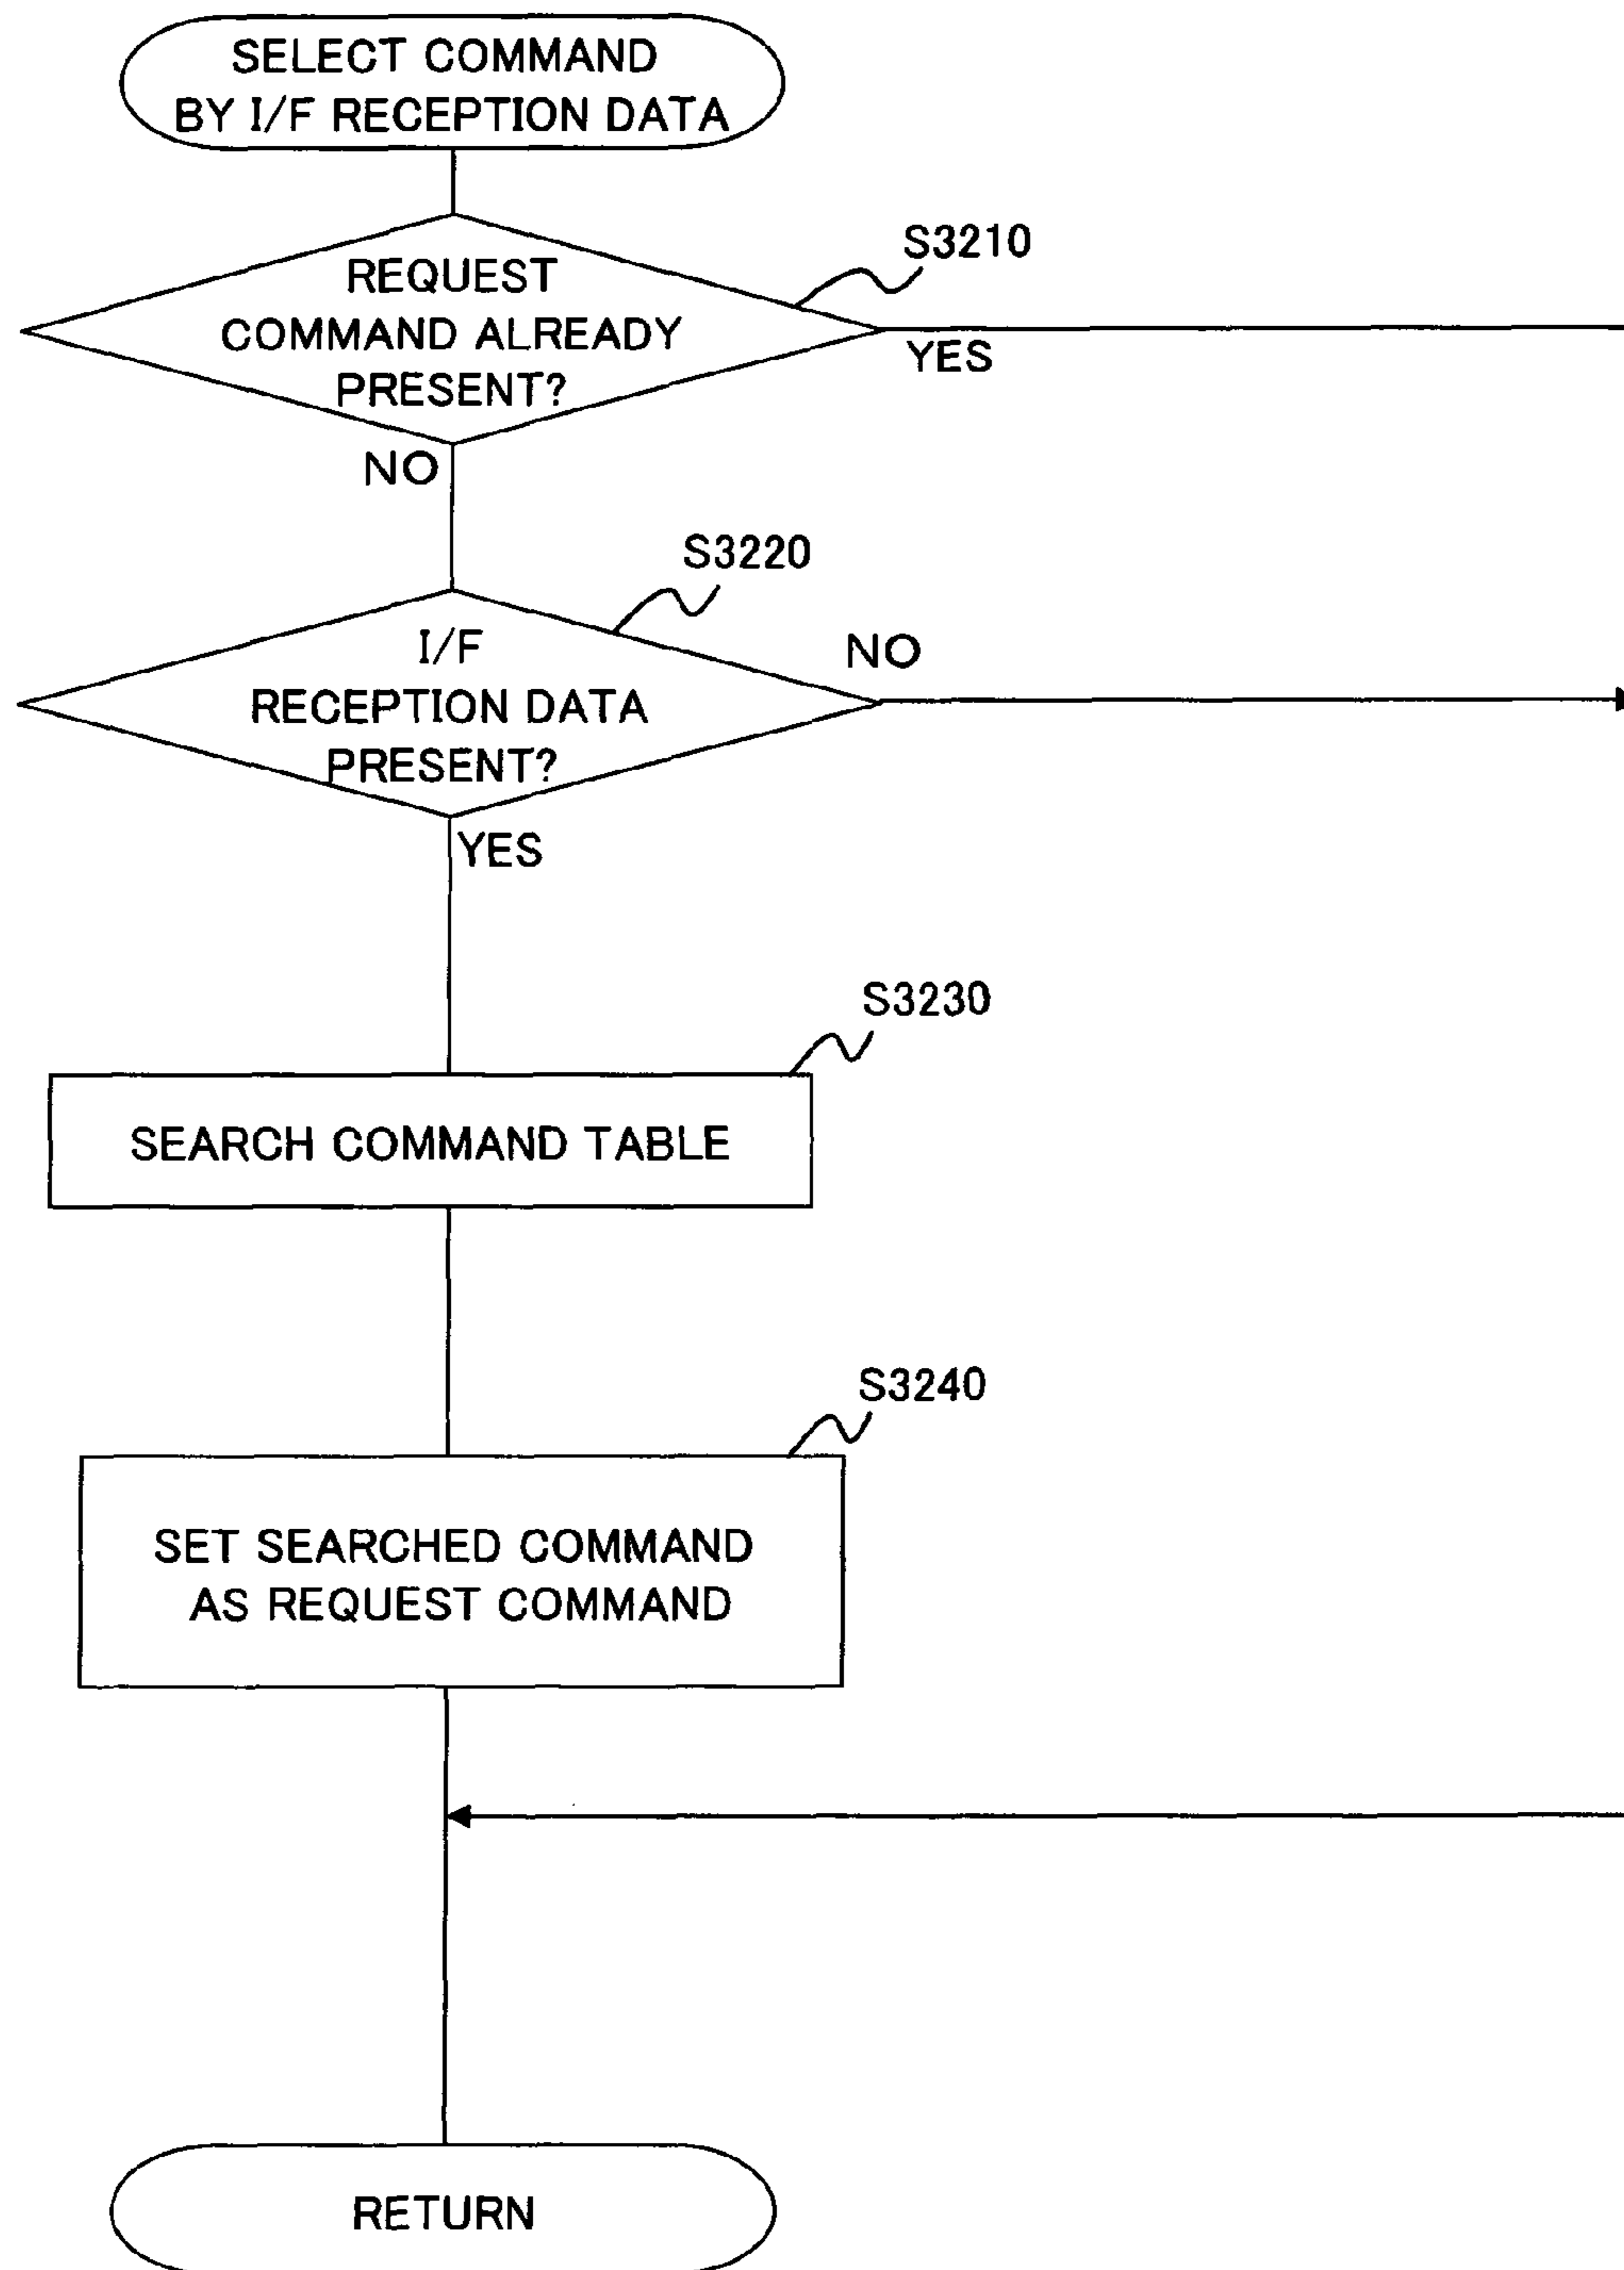 SELECT COMMAND
BY I/F RECEPTION DATA
S3210
REQUEST
COMMAND ALREADY
PRESENT?
YES
NO
S3220
I/F
RECEPTION DATA
PRESENT?
NO
YES
S3230
SEARCH COMMAND TABLE
S3240
SET SEARCHED COMMAND
AS REQUEST COMMAND
RETURN